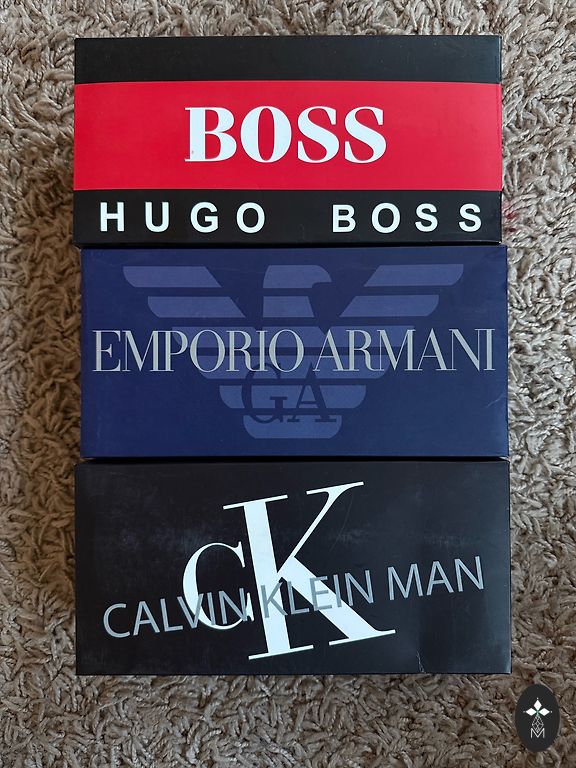 BOSS
HUGO BOSS
EMPORIO ARMANI
GA
CK
CALVIN KLEIN MAN
M